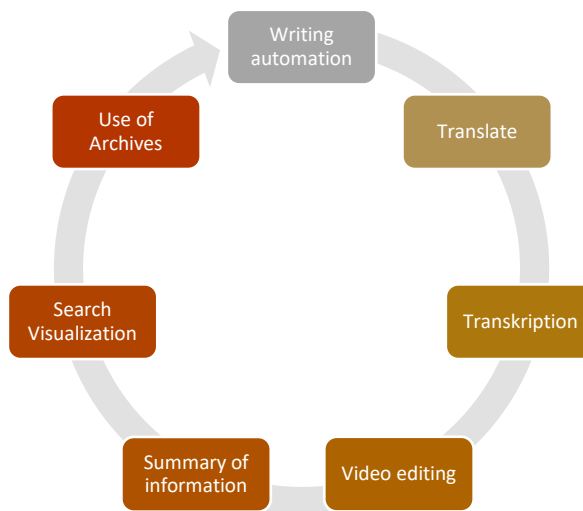 Writing
automation
Translate
Transkription
Video editing
Summary of
information
Search
Visualization
Use of
Archives